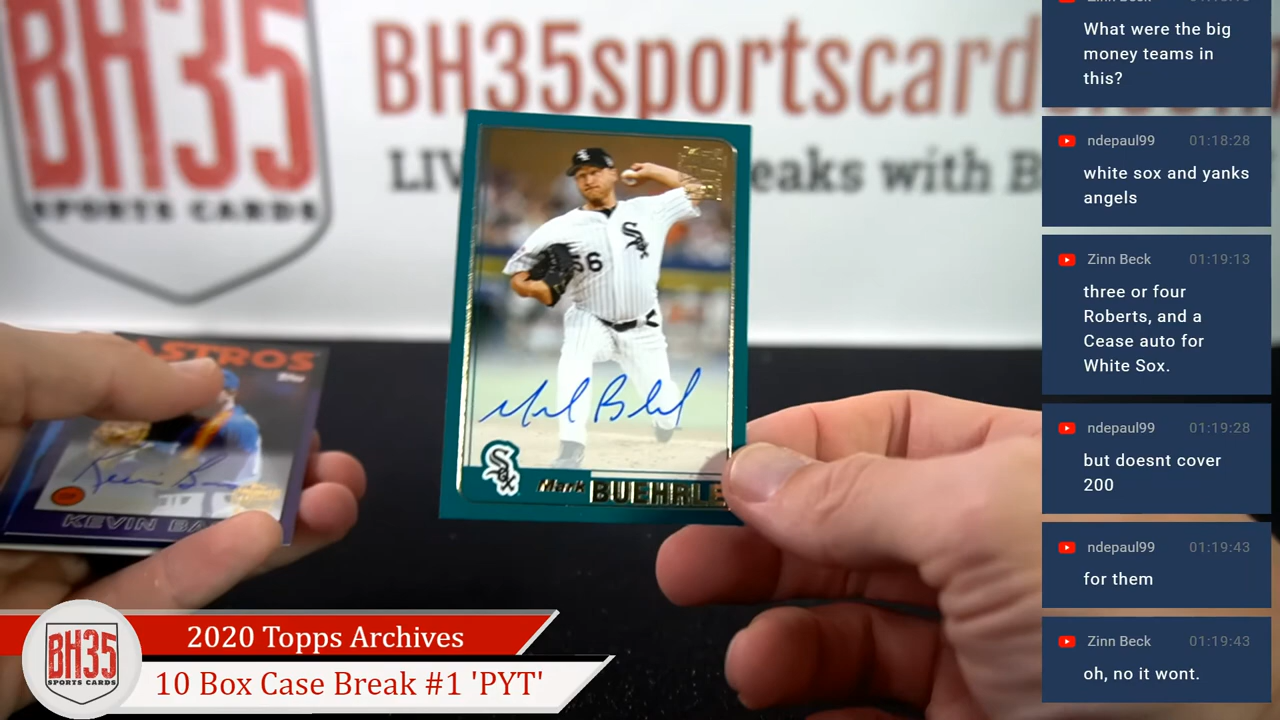 BH35
SPORTS CARDS
BH35sportscard
LIV
eaks with B
ASTROS
Topps
KEVIN BA
Sox
56
Sox
Mark BUEHRLE
2020 Topps Archives
BH35
SPORTS CARDS
10 Box Case Break #1 'PYT'
What were the big
money teams in
this?
ndepaul99 01:18:28
white sox and yanks
angels
Zinn Beck 01:19:13
three or four
Roberts, and a
Cease auto for
White Sox.
ndepaul99 01:19:28
but doesnt cover
200
ndepaul99 01:19:43
for them
Zinn Beck 01:19:43
oh, no it wont.